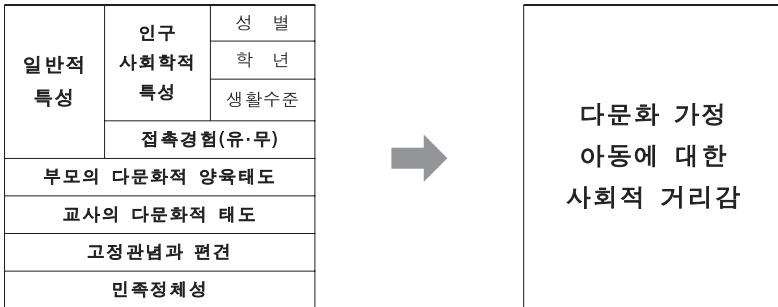 일반적
특성
인구
사회학적
특성
성 별
학 년
생활수준
접촉경험(유·무)
부모의 다문화적 양육태도
교사의 다문화적 태도
고정관념과 편견
민족정체성
다문화 가정
아동에 대한
사회적 거리감